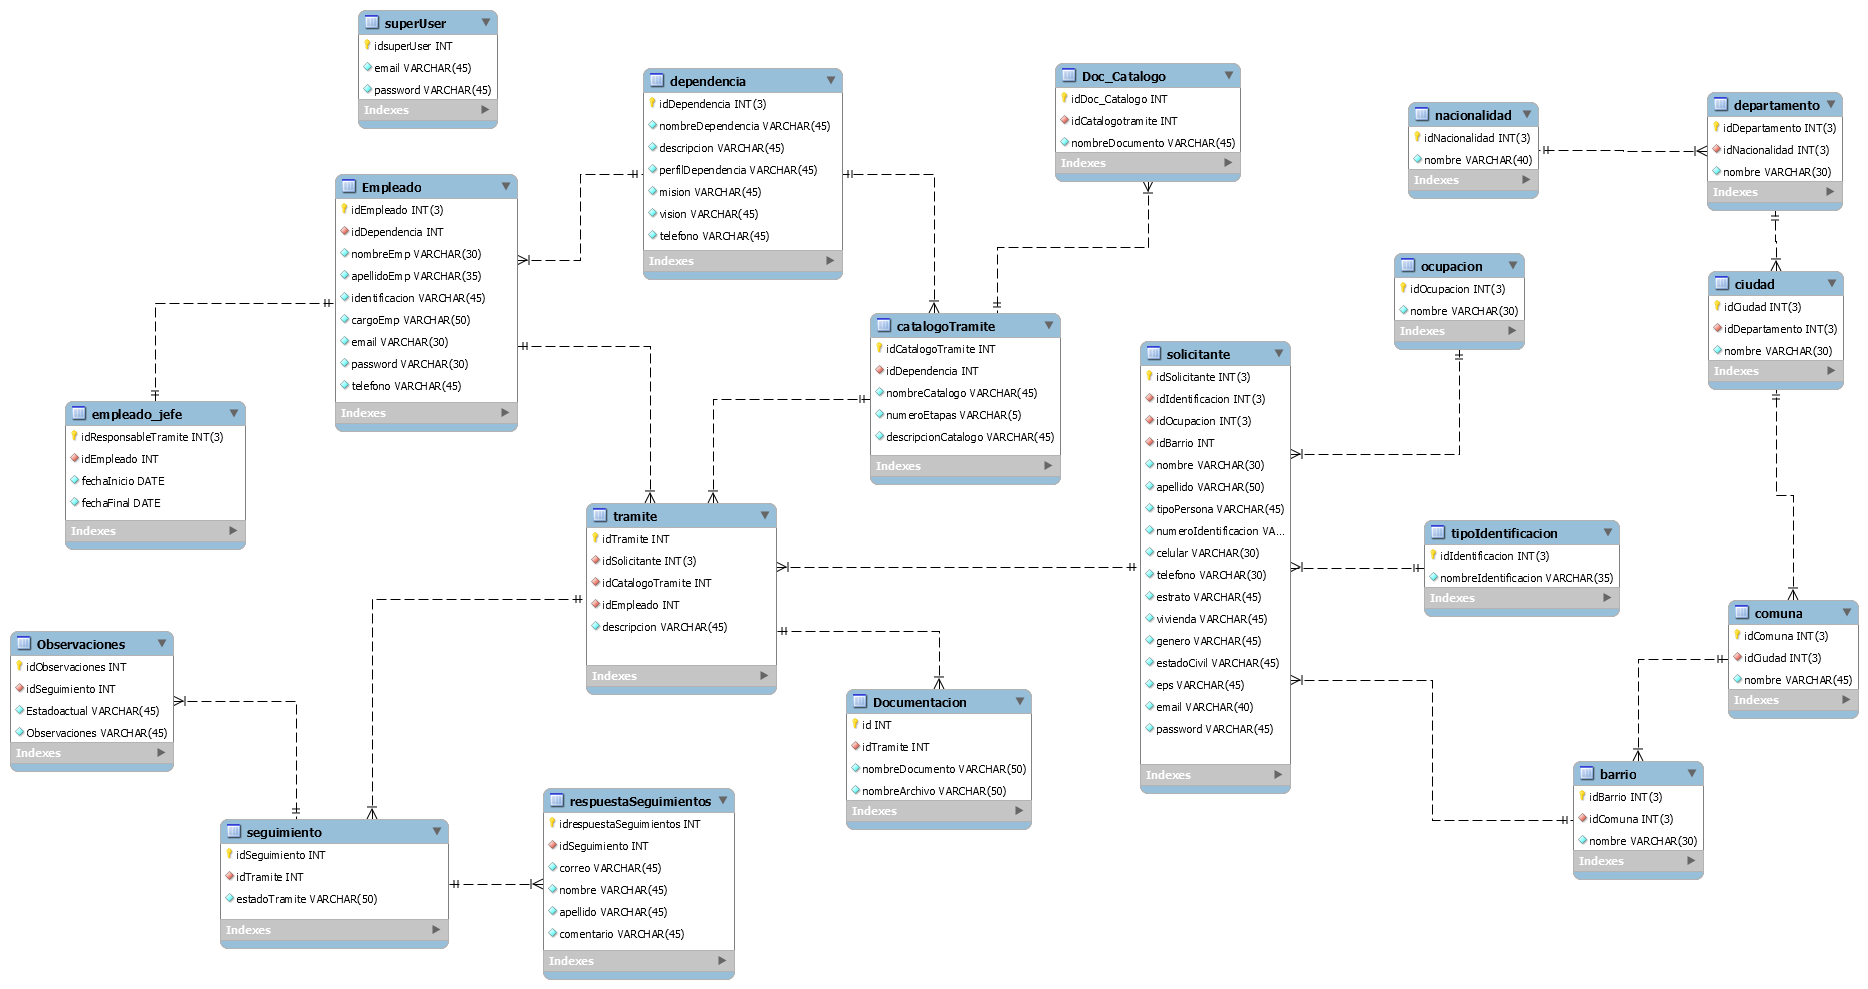 superUser
idsuperUser INT
email VARCHAR(45)
password VARCHAR(45)
Indexes
dependencia
idDependencia INT(3)
nombreDependencia VARCHAR(45)
descripcion VARCHAR(45)
perfilDependencia VARCHAR(45)
mision VARCHAR(45)
vision VARCHAR(45)
telefono VARCHAR(45)
Indexes
Doc_Catalogo
idDoc_Catalogo INT
idCatalogotramite INT
nombreDocumento VARCHAR(45)
Indexes
nacionalidad
idNacionalidad INT(3)
nombre VARCHAR(40)
Indexes
departamento
idDepartamento INT(3)
idNacionalidad INT(3)
nombre VARCHAR(30)
Indexes
Empleado
idEmpleado INT(3)
idDependencia INT
nombreEmp VARCHAR(30)
apellidoEmp VARCHAR(35)
identificacion VARCHAR(45)
cargoEmp VARCHAR(50)
email VARCHAR(30)
password VARCHAR(30)
telefono VARCHAR(45)
Indexes
ocupacion
idOcupacion INT(3)
nombre VARCHAR(30)
Indexes
ciudad
idCiudad INT(3)
idDepartamento INT(3)
nombre VARCHAR(30)
Indexes
catalogoTramite
idCatalogoTramite INT
idDependencia INT
nombreCatalogo VARCHAR(45)
numeroEtapas VARCHAR(5)
descripcionCatalogo VARCHAR(45)
Indexes
solicitante
idSolicitante INT(3)
idIdentificacion INT(3)
idOcupacion INT(3)
idBarrio INT
nombre VARCHAR(30)
apellido VARCHAR(50)
tipoPersona VARCHAR(45)
numeroIdentificacion VA...
celular VARCHAR(30)
telefono VARCHAR(30)
estrato VARCHAR(45)
vivienda VARCHAR(45)
genero VARCHAR(45)
estadoCivil VARCHAR(45)
eps VARCHAR(45)
email VARCHAR(40)
password VARCHAR(45)
Indexes
empleado_jefe
idResponsableTramite INT(3)
idEmpleado INT
fechaInicio DATE
fechaFinal DATE
Indexes
tramite
idTramite INT
idSolicitante INT(3)
idCatalogoTramite INT
idEmpleado INT
descripcion VARCHAR(45)
Indexes
tipoIdentificacion
idIdentificacion INT(3)
nombreIdentificacion VARCHAR(35)
Indexes
comuna
idComuna INT(3)
idCiudad INT(3)
nombre VARCHAR(45)
Indexes
Observaciones
idObservaciones INT
idSeguimiento INT
Estadoactual VARCHAR(45)
Observaciones VARCHAR(45)
Indexes
Documentacion
id INT
idTramite INT
nombreDocumento VARCHAR(50)
nombreArchivo VARCHAR(50)
Indexes
barrio
idBarrio INT(3)
idComuna INT(3)
nombre VARCHAR(30)
Indexes
seguimiento
idSeguimiento INT
idTramite INT
estadoTramite VARCHAR(50)
Indexes
respuestaSeguimientos
idrespuestaSeguimientos INT
idSeguimiento INT
correo VARCHAR(45)
nombre VARCHAR(45)
apellido VARCHAR(45)
comentario VARCHAR(45)
Indexes